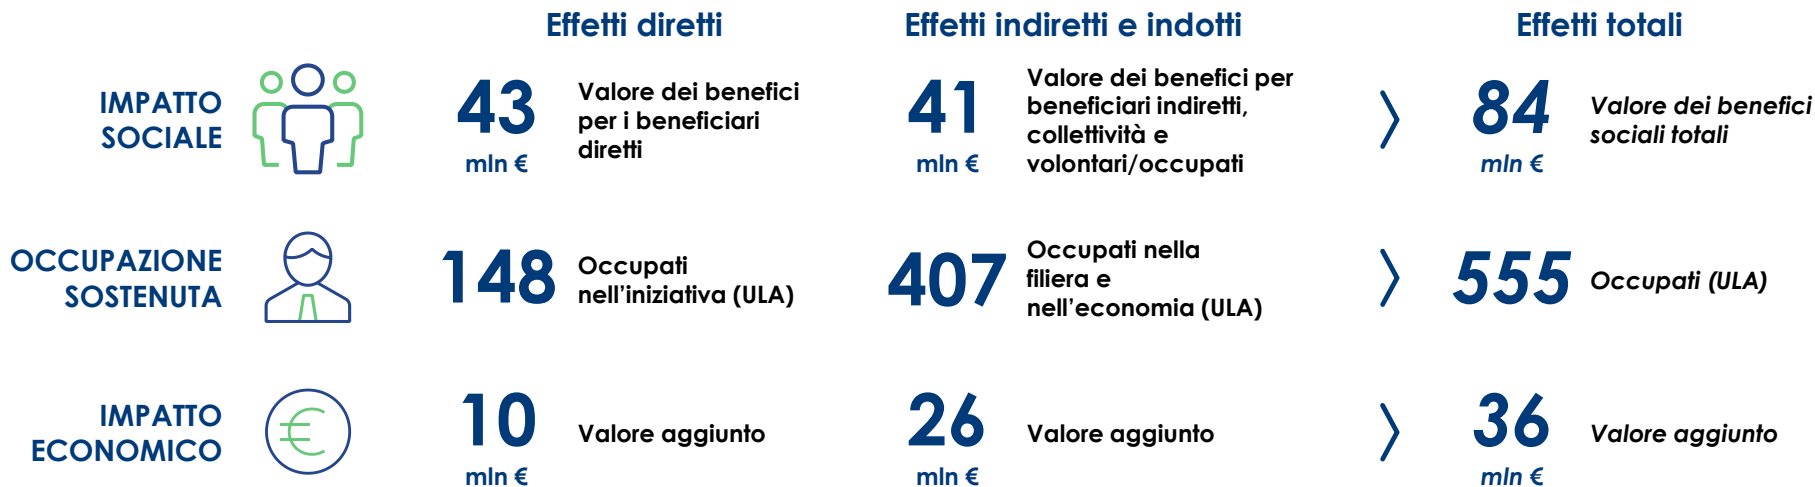 Effetti diretti
Effetti indiretti e indotti
Effetti totali
IMPATTO
SOCIALE
43
mln €
Valore dei benefici
per i beneficiari
diretti
41
mln €
Valore dei benefici per
beneficiari indiretti,
collettività e
volontari/occupati
84
mln €
Valore dei benefici
sociali totali
OCCUPAZIONE
SOSTENUTA
148
Occupati
nell’iniziativa (ULA)
407
Occupati nella
filiera e
nell’economia (ULA)
555
Occupati (ULA)
IMPATTO
ECONOMICO
€
10
mln €
Valore aggiunto
26
mln €
Valore aggiunto
36
mln €
Valore aggiunto